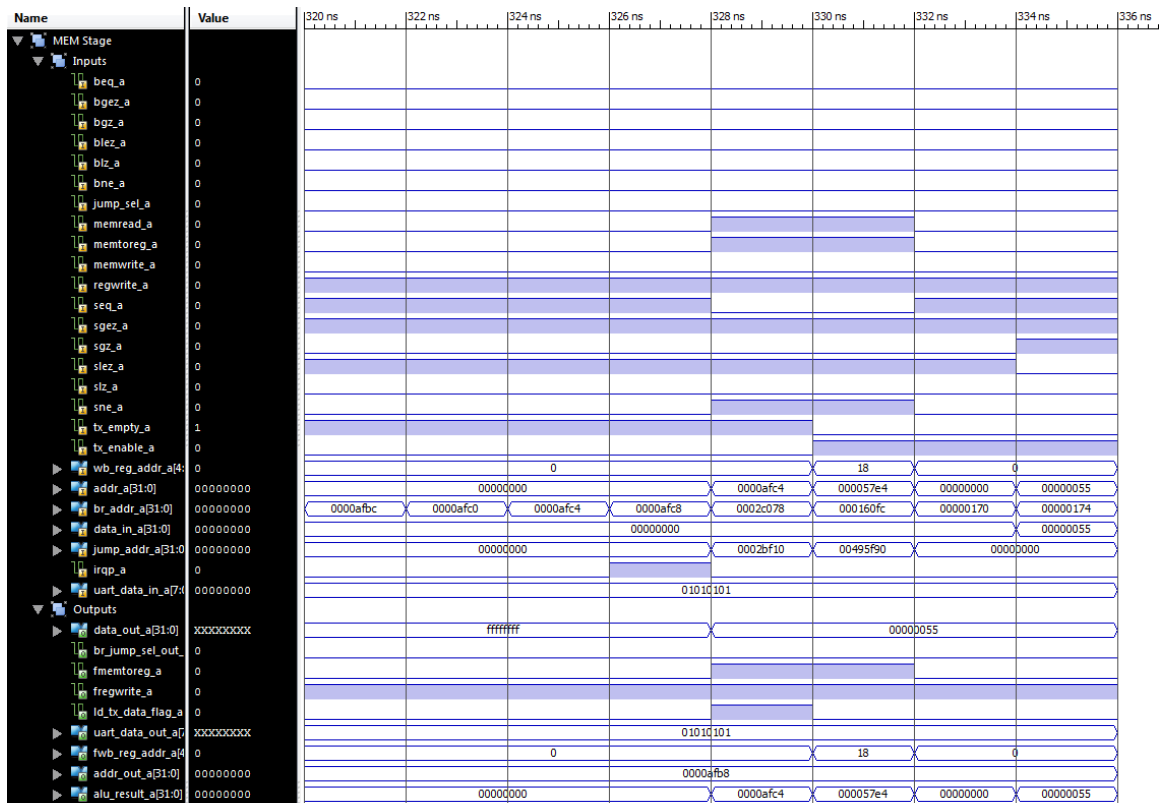 Name Value 320 ns 322 ns 324 ns 326 ns 328 ns 330 ns 332 ns 334 ns 336 ns
MEM Stage
Inputs
beq_a 0
bgez_a 0
bgz_a 0
blez_a 0
blz_a 0
bne_a 0
jump_sel_a 0
memread_a 0
memtoreg_a 0
memwrite_a 0
regwrite_a 0
seq_a 0
sgez_a 0
sgz_a 0
slez_a 0
slz_a 0
sne_a 0
tx_empty_a 1
tx_enable_a 0
wb_reg_addr_a[4: 0 0 18 0
addr_a[31:0] 00000000 00000000 0000afc4 000057e4 00000000 00000055
br_addr_a[31:0] 00000000 0000afbc 0000afc0 0000afc4 0000afc8 0002c078 000160fc 00000170 00000174
data_in_a[31:0] 00000000 00000000 00000055
jump_addr_a[31:0 00000000 00000000 0002bf10 00495f90 00000000
irqp_a 0
uart_data_in_a[7:( 00000000 01010101
Outputs
data_out_a[31:0] XXXXXXXX ffffffff 00000055
br_jump_sel_out_ 0
fmemtoreg_a 0
fregwrite_a 0
ld_tx_data_flag_a 0
uart_data_out_a[7 XXXXXXXX 01010101
fwb_reg_addr_a[4 0 0 18 0
addr_out_a[31:0] 00000000 0000afb8
alu_result_a[31:0] 00000000 00000000 0000afc4 000057e4 00000000 00000055